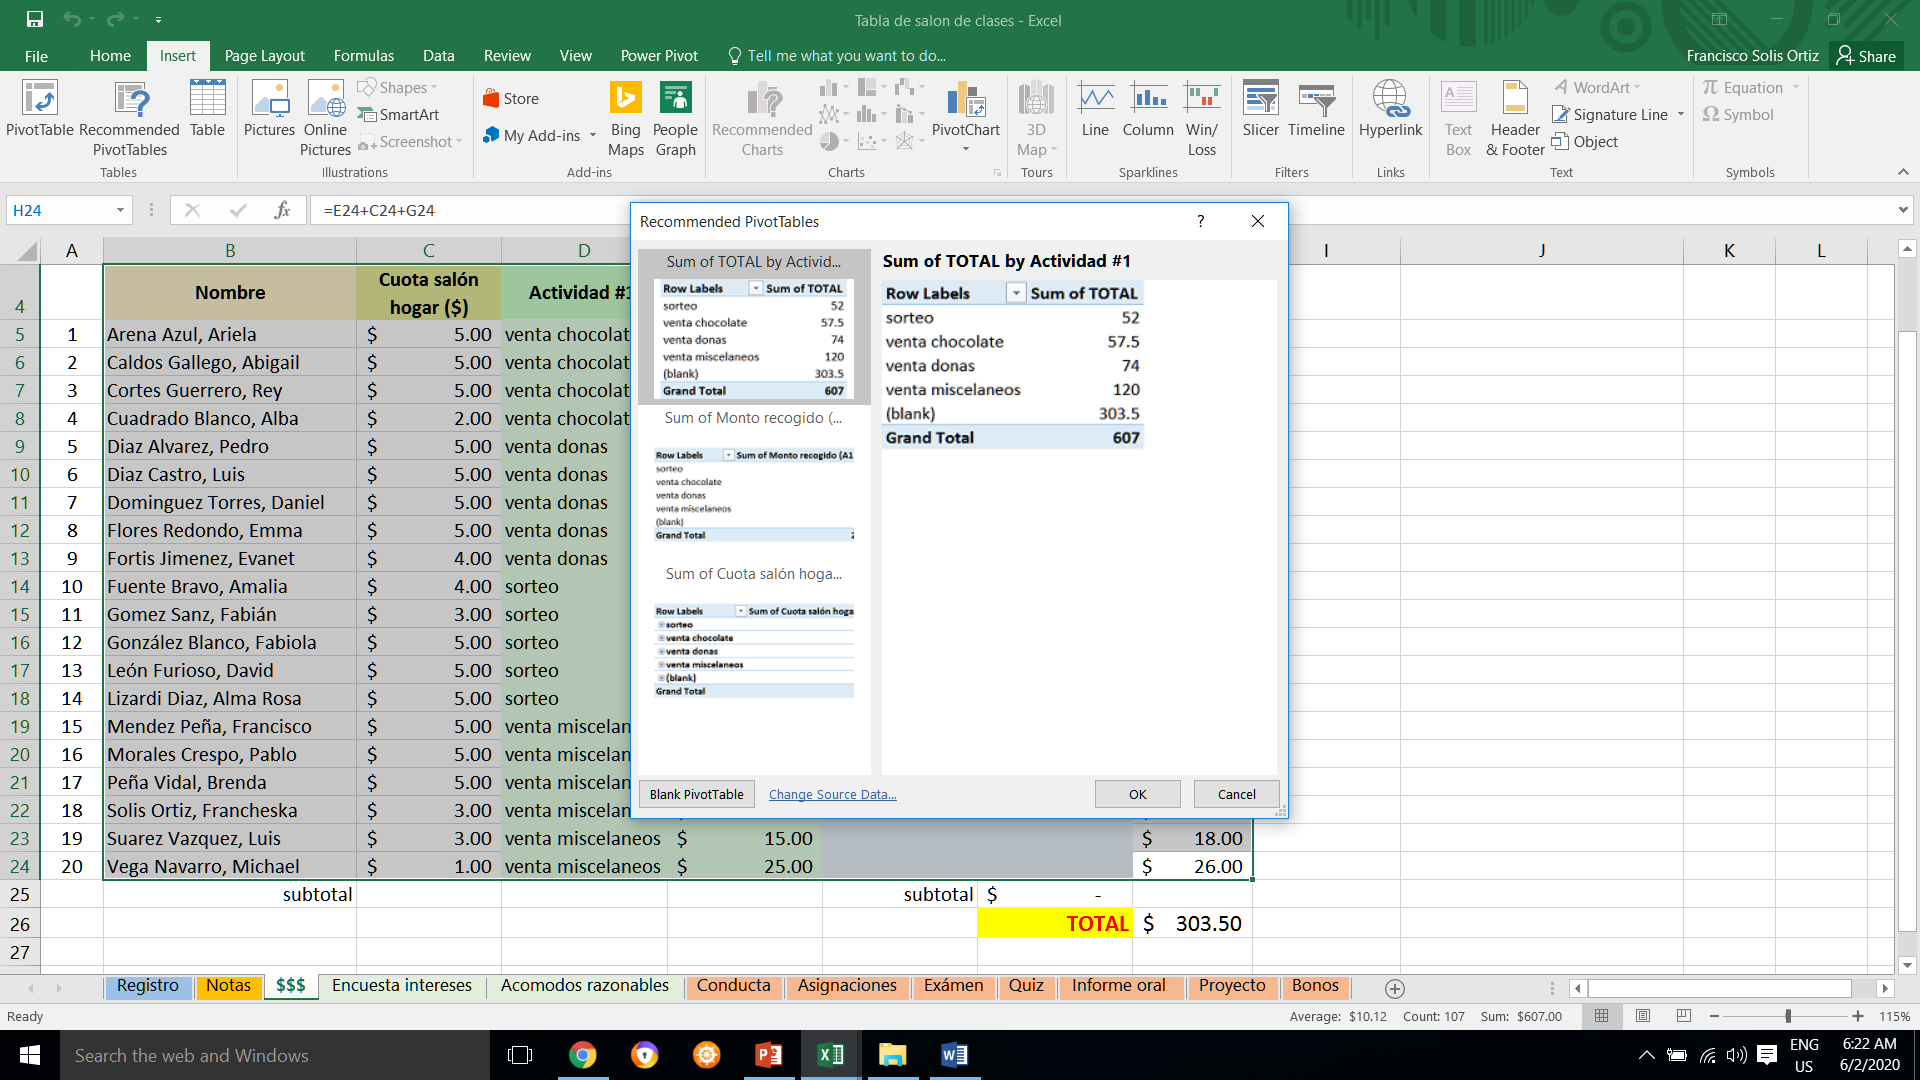 Tabla de salon de clases - Excel
File Home Insert Page Layout Formulas Data Review View Power Pivot Tell me what you want to do...
Francisco Solis Ortiz Share
PivotTable Recommended PivotTables Table
Tables
Pictures Online Pictures Shapes SmartArt Screenshot
Illustrations
Store My Add-ins Bing Maps People Graph
Add-ins
Recommended Charts PivotChart
Charts
3D Map
Tours
Line Column Win/ Loss
Sparklines
Slicer Timeline
Filters
Hyperlink
Links
Text Box Header & Footer WordArt Signature Line Object
Text
Equation Symbol
Symbols
H24 fx =E24+C24+G24
A B C D I J K L
4 Nombre Cuota salón hogar ($) Actividad #1
5 1 Arena Azul, Ariela $ 5.00 venta chocolat
6 2 Caldos Gallego, Abigail $ 5.00 venta chocolat
7 3 Cortes Guerrero, Rey $ 5.00 venta chocolat
8 4 Cuadrado Blanco, Alba $ 2.00 venta chocolat
9 5 Diaz Alvarez, Pedro $ 5.00 venta donas
10 6 Diaz Castro, Luis $ 5.00 venta donas
11 7 Dominguez Torres, Daniel $ 5.00 venta donas
12 8 Flores Redondo, Emma $ 5.00 venta donas
13 9 Fortis Jimenez, Evanet $ 4.00 venta donas
14 10 Fuente Bravo, Amalia $ 4.00 sorteo
15 11 Gomez Sanz, Fabián $ 3.00 sorteo
16 12 González Blanco, Fabiola $ 5.00 sorteo
17 13 León Furioso, David $ 5.00 sorteo
18 14 Lizardi Diaz, Alma Rosa $ 5.00 sorteo
19 15 Mendez Peña, Francisco $ 5.00 venta miscelan
20 16 Morales Crespo, Pablo $ 5.00 venta miscelan
21 17 Peña Vidal, Brenda $ 5.00 venta miscelan
22 18 Solis Ortiz, Francheska $ 3.00 venta miscelan
23 19 Suarez Vazquez, Luis $ 3.00 venta miscelaneos $ 15.00 $ 18.00
24 20 Vega Navarro, Michael $ 1.00 venta miscelaneos $ 25.00 $ 26.00
25 subtotal subtotal $ -
26 TOTAL $ 303.50
27
Recommended PivotTables ?
Sum of TOTAL by Activid...
Row Labels Sum of TOTAL
sorteo 52
venta chocolate 57.5
venta donas 74
venta miscelaneos 120
(blank) 303.5
Grand Total 607
Sum of Monto recogido (...
Row Labels Sum of Monto recogido (A1
sorteo
venta chocolate
venta donas
venta miscelaneos
(blank)
Grand Total
Sum of Cuota salón hoga...
Row Labels Sum of Cuota salón hoga
sorteo
venta chocolate
venta donas
venta miscelaneos
(blank)
Grand Total
Sum of TOTAL by Actividad #1
Row Labels Sum of TOTAL
sorteo 52
venta chocolate 57.5
venta donas 74
venta miscelaneos 120
(blank) 303.5
Grand Total 607
Blank PivotTable Change Source Data... OK Cancel
Registro Notas $$$ Encuesta intereses Acomodos razonables Conducta Asignaciones Exámen Quiz Informe oral Proyecto Bonos
Ready Average: $10.12 Count: 107 Sum: $607.00 115%
Search the web and Windows
ENG
US
6:22 AM
6/2/2020